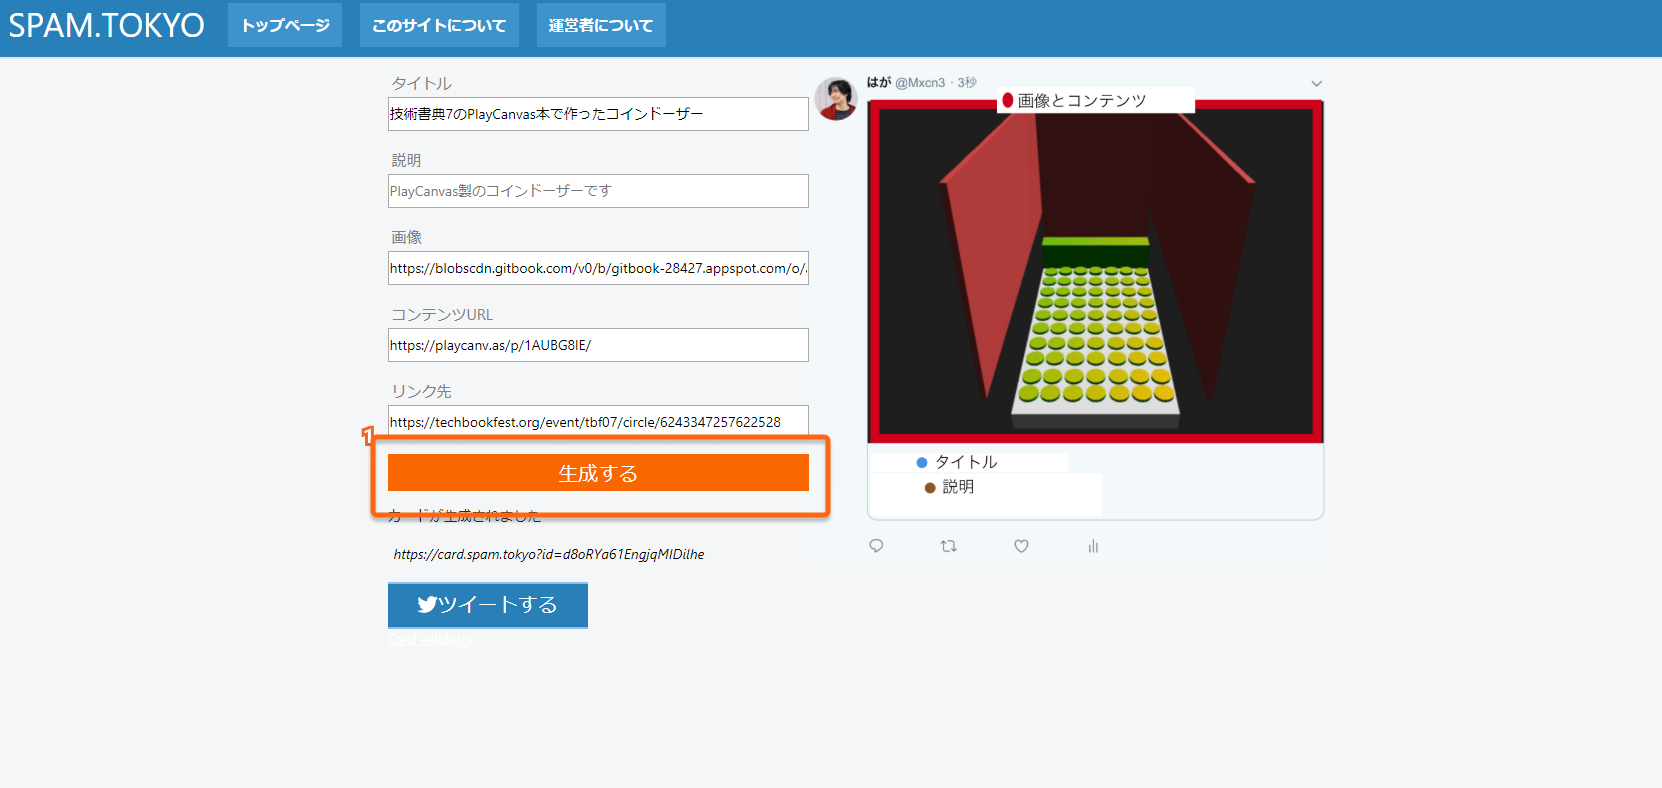 SPAM.TOKYO トップページ このサイトについて 運営者について
タイトル
技術書典7のPlayCanvas本で作ったコインドーザー
説明
PlayCanvas製のコインドーザーです
画像
https://blobscdn.gitbook.com/v0/b/gitbook-28427.appspot.com/o/
コンテンツURL
https://playcanv.as/p/1AUBG8IE/
リンク先
https://techbookfest.org/event/tbf07/circle/6243347257622528
1
生成する
カードが生成されました
https://card.spam.tokyo?id=d8oRYa61EngjqMIDilhe
ツイートする
Card validator
はが @Mxcn3 · 3秒
画像とコンテンツ
タイトル
説明